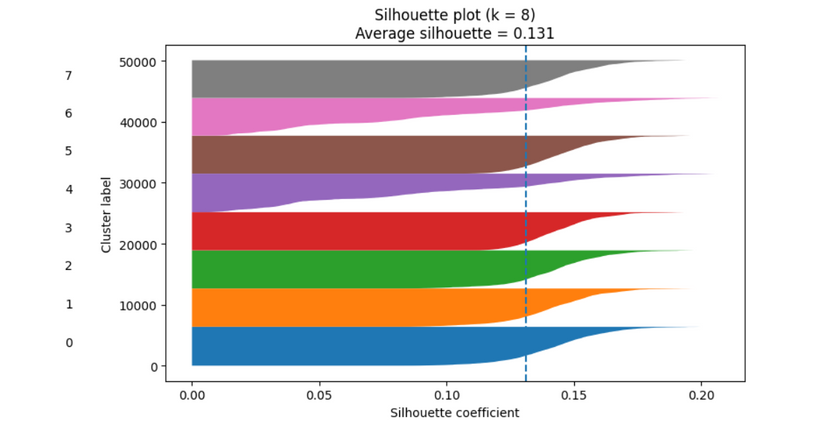 Silhouette plot (k = 8)
Average silhouette = 0.131
50000
7
6
40000
5
30000
4
Cluster label
3
20000
2
10000
1
0
0
0.00 0.05 0.10 0.15 0.20
Silhouette coefficient